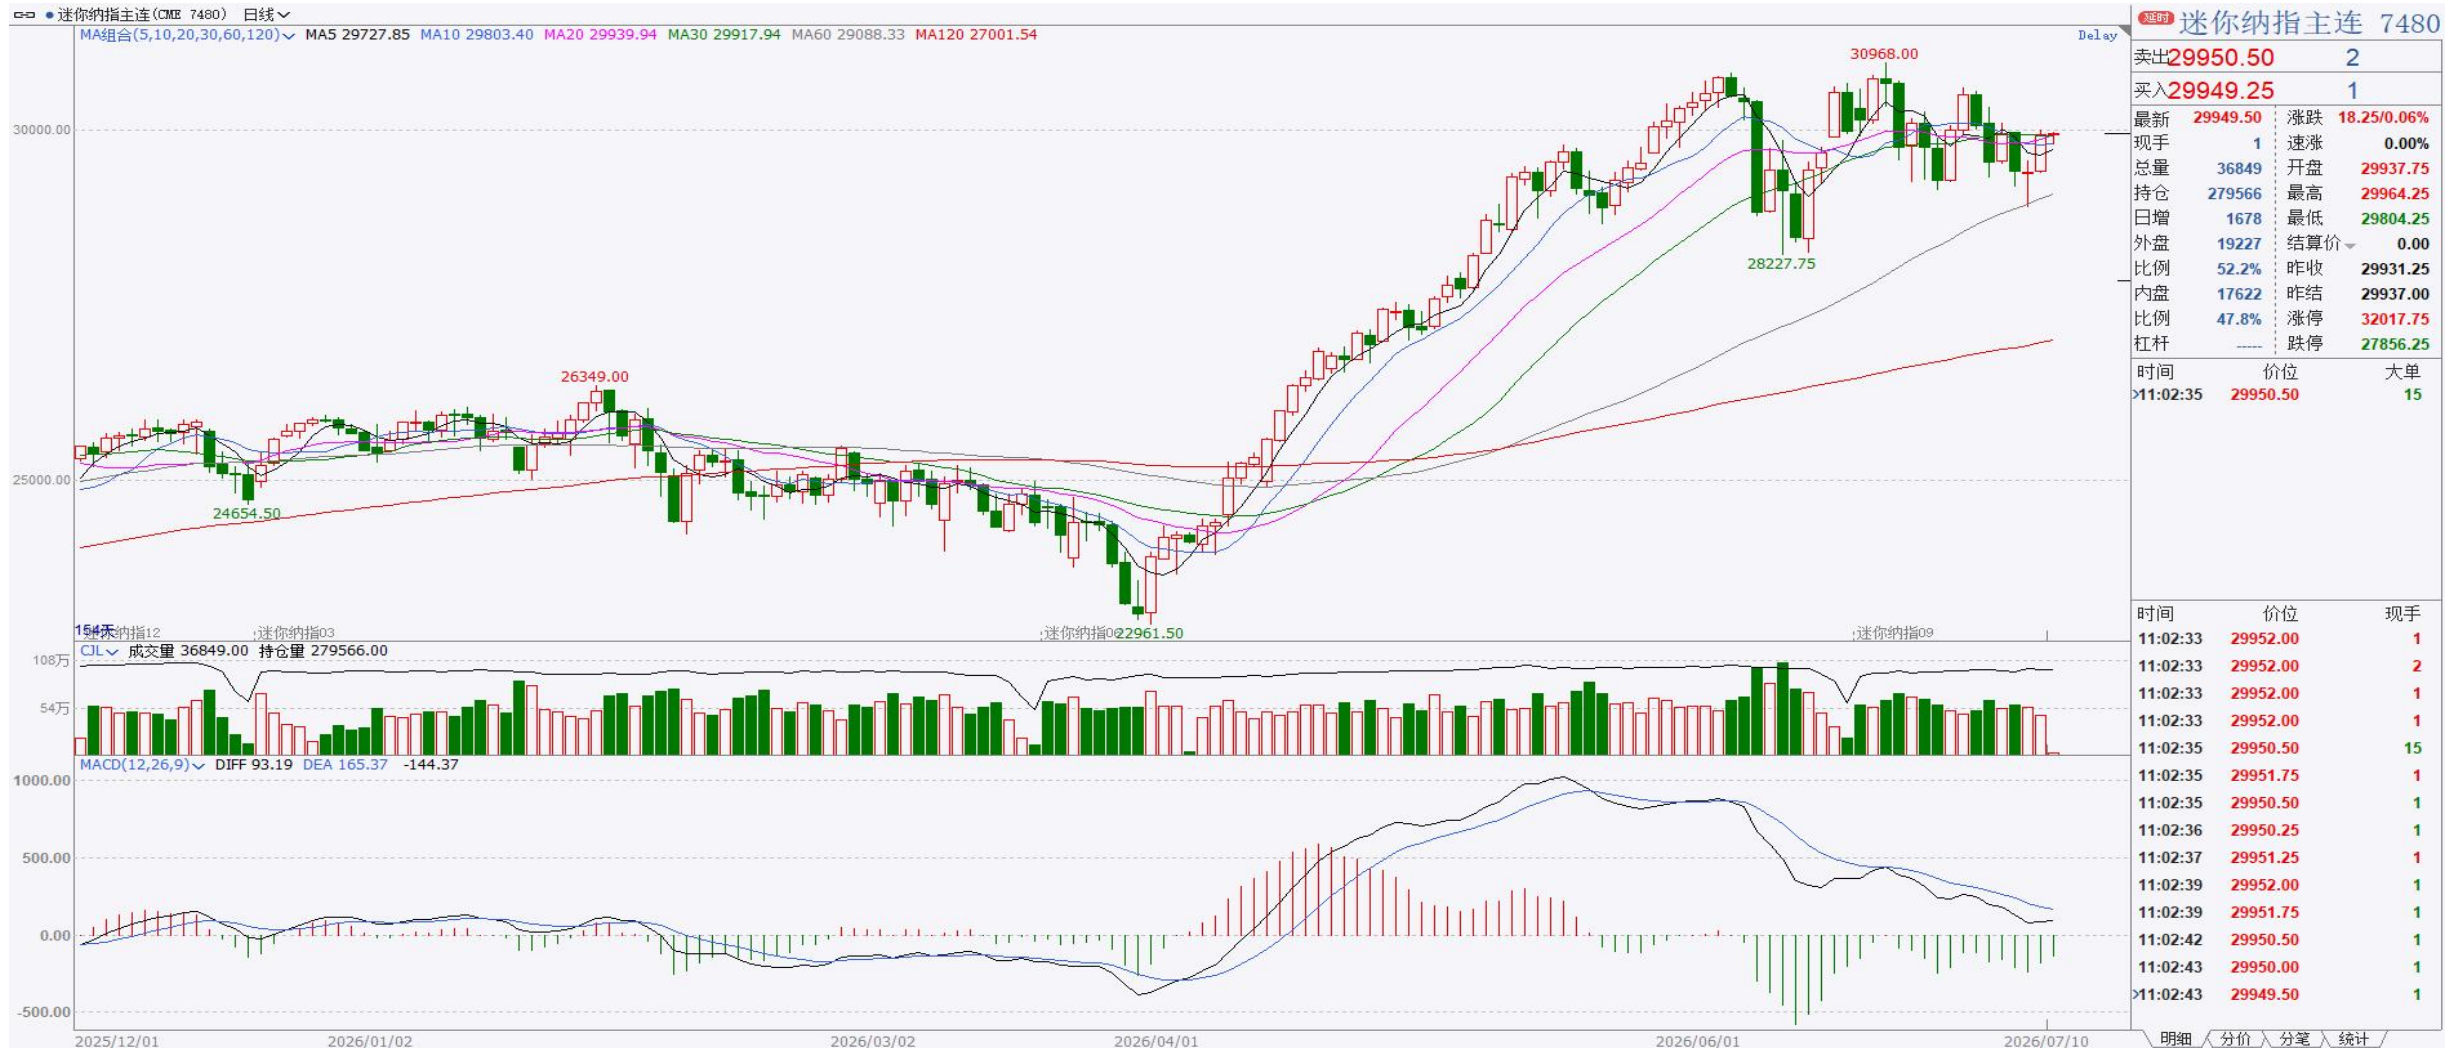 迷你纳指主连(CME 7480) 日线
MA组合(5,10,20,30,60,120) MA5 29727.85 MA10 29803.40 MA20 29939.94 MA30 29917.94 MA60 29088.33 MA120 27001.54
Delay
30968.00
30000.00
28227.75
26349.00
25000.00
24654.50
22961.50
154天
迷你纳指12
迷你纳指03
迷你纳指06
迷你纳指09
CJL 成交量 36849.00 持仓量 279566.00
108万
54万
MACD(12,26,9) DIFF 93.19 DEA 165.37 -144.37
1000.00
500.00
0.00
-500.00
2025/12/01 2026/01/02 2026/03/02 2026/04/01 2026/06/01 2026/07/10
延时 迷你纳指主连 7480
卖出 29950.50 2
买入 29949.25 1
最新 29949.50 涨跌 18.25/0.06%
现手 1 速涨 0.00%
总量 36849 开盘 29937.75
持仓 279566 最高 29964.25
日增 1678 最低 29804.25
外盘 19227 结算价 0.00
比例 52.2% 昨收 29931.25
内盘 17622 昨结 29937.00
比例 47.8% 涨停 32017.75
杠杆 ----- 跌停 27856.25
时间 价位 大单
11:02:35 29950.50 15
时间 价位 现手
11:02:33 29952.00 1
11:02:33 29952.00 2
11:02:33 29952.00 1
11:02:33 29952.00 1
11:02:35 29950.50 15
11:02:35 29951.75 1
11:02:35 29950.50 1
11:02:36 29950.25 1
11:02:37 29951.25 1
11:02:39 29952.00 1
11:02:39 29951.75 1
11:02:42 29950.50 1
11:02:43 29950.00 1
11:02:43 29949.50 1
明细 分价 分笔 统计